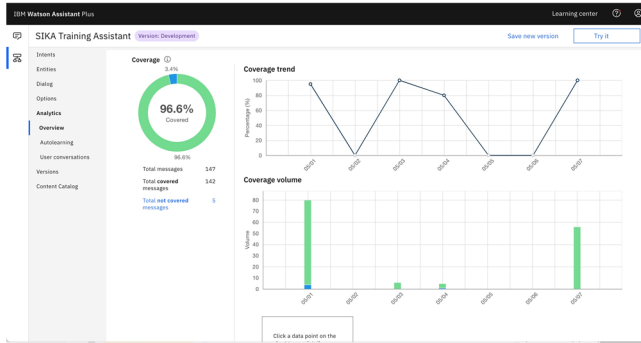 IBM Watson Assistant Plus
Learning center
SIKA Training Assistant
Version: Development
Save new version
Try it
Intents
Entities
Dialog
Options
Analytics
Overview
Autolearning
User conversations
Versions
Content Catalog
Coverage
3.4%
96.6%
Covered
96.6%
Total messages 147
Total covered 142
messages
Total not covered 5
messages
Coverage trend
Percentage (%)
100
80
60
40
20
0
05/01
05/02
05/03
05/04
05/05
05/06
05/07
Coverage volume
Volume
80
70
60
50
40
30
20
10
0
05/01
05/02
05/03
05/04
05/05
05/06
05/07
Click a data point on the